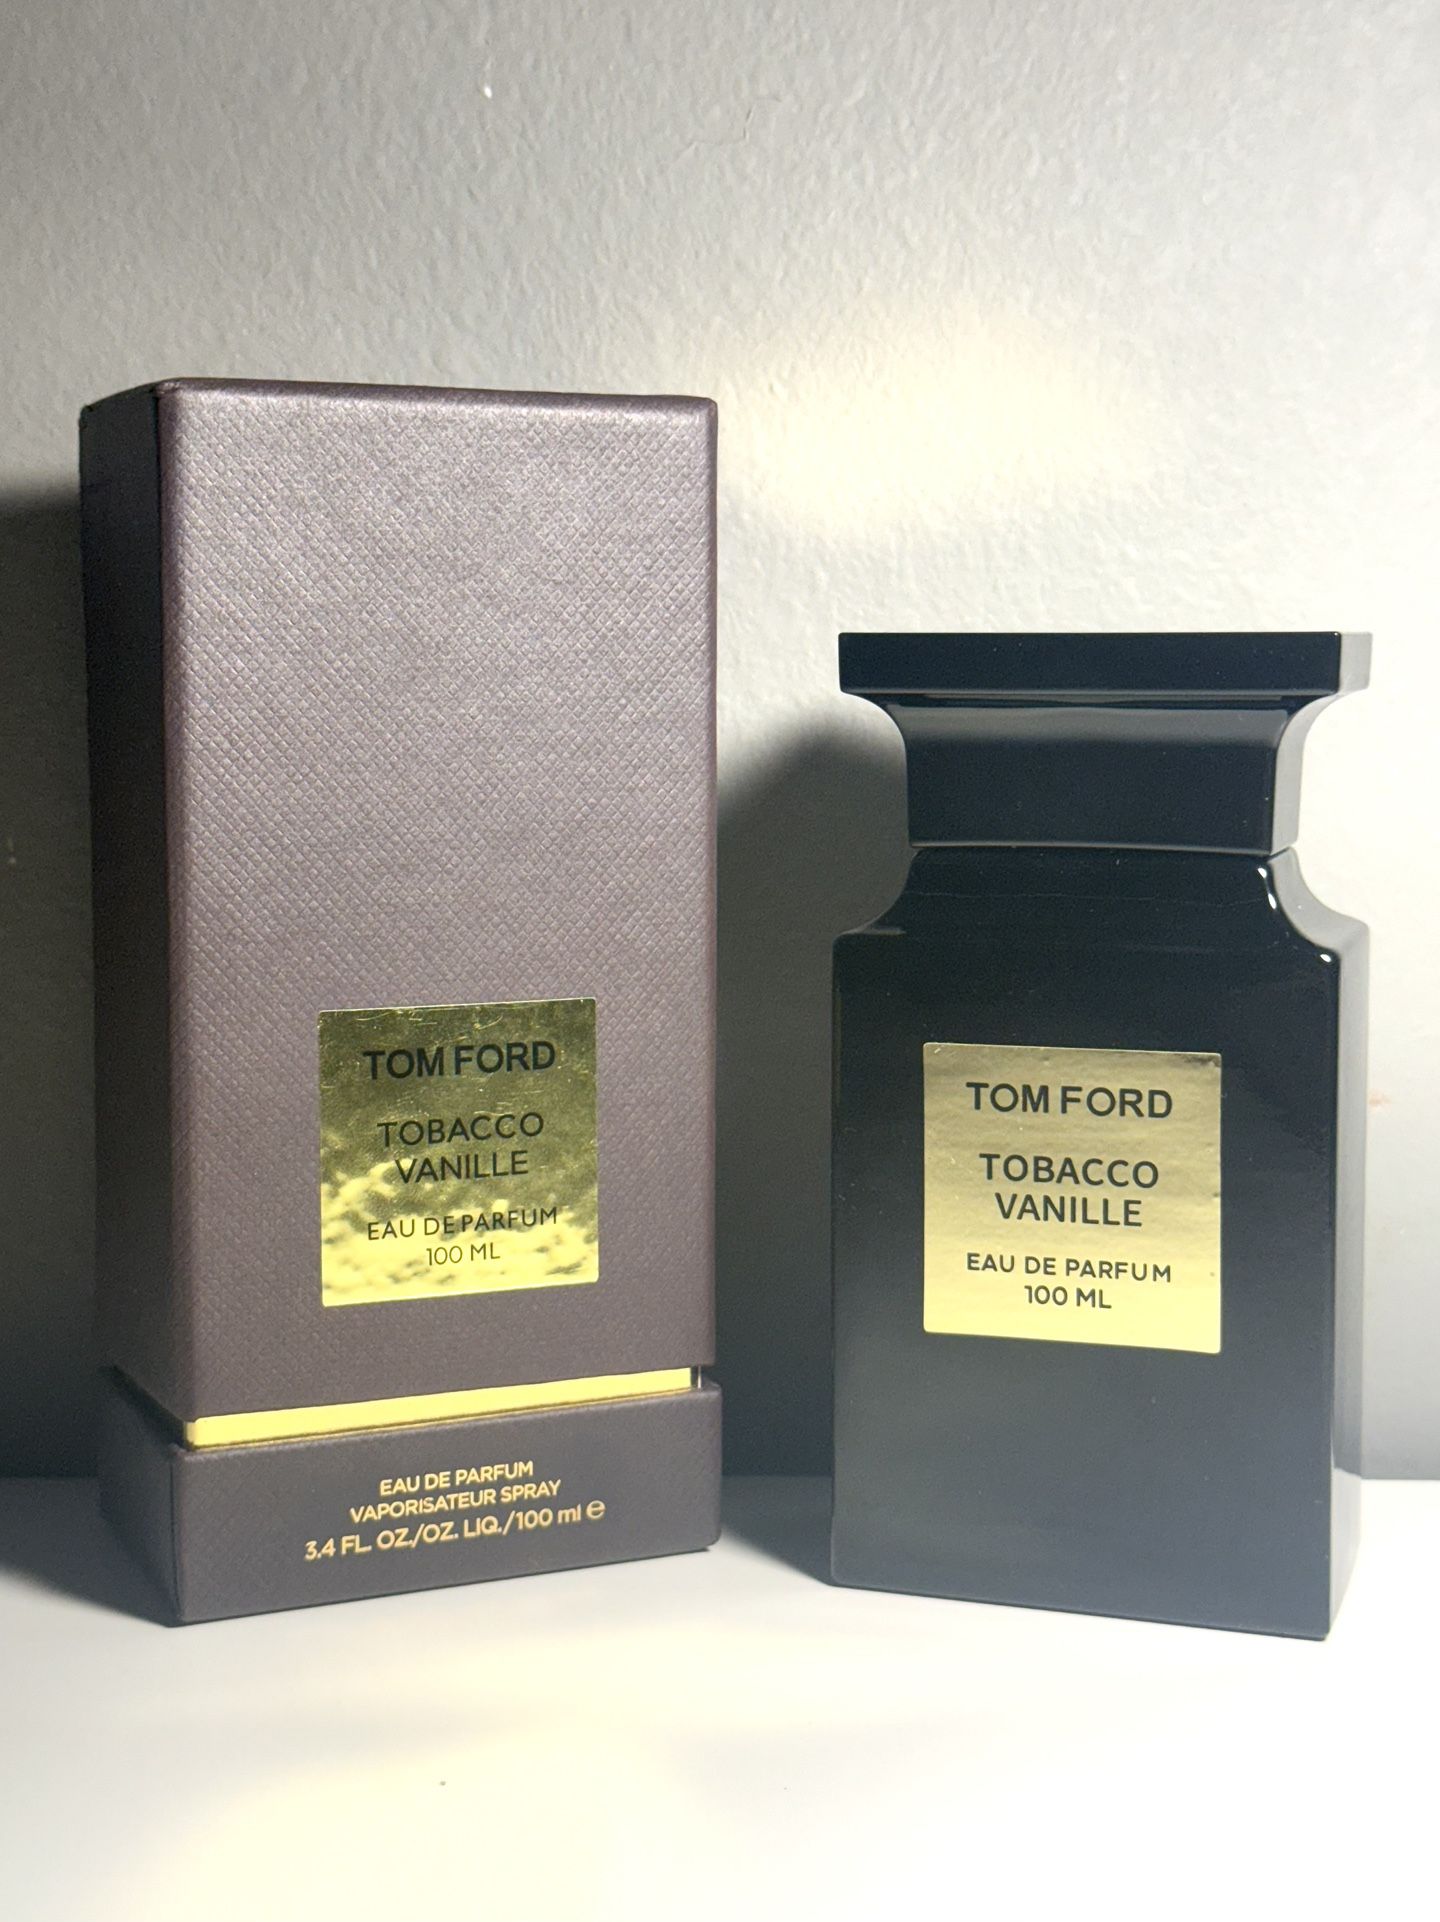 TOM FORD
TOBACCO
VANILLE
EAU DE PARFUM
100 ML
EAU DE PARFUM
VAPORISATEUR SPRAY
3.4 FL. OZ./OZ. LIQ./100 ml ℮
TOM FORD
TOBACCO
VANILLE
EAU DE PARFUM
100 ML